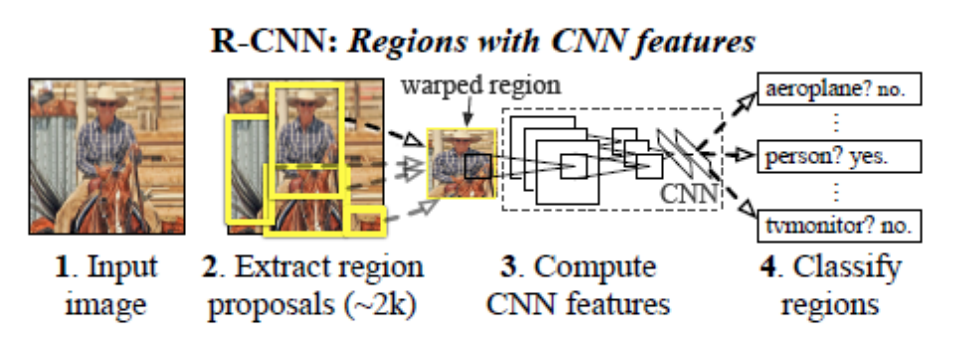 R-CNN: Regions with CNN features
warped region
aeroplane? no.
person? yes.
tvmonitor? no.
CNN
1. Input
image
2. Extract region
proposals (~2k)
3. Compute
CNN features
4. Classify
regions